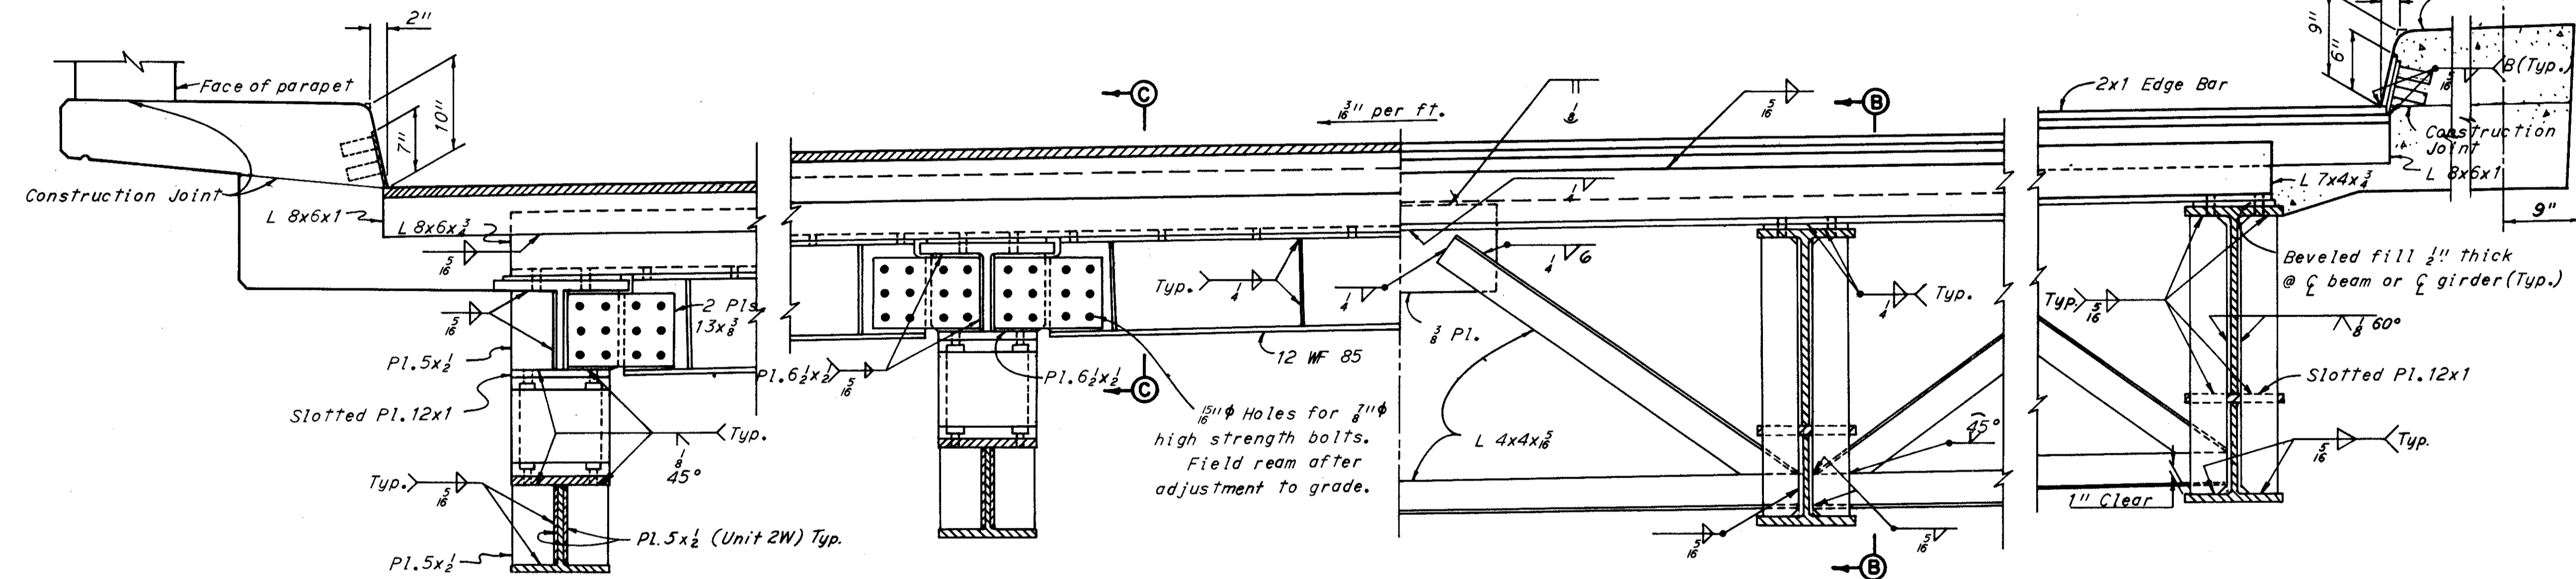 2"
Face of parapet
10"
7"
Construction Joint
L 8x6x1
L 8x6x3/4
5/16
5/16
2 Pls.
13x3/8
Pl. 5x1/2
Slotted Pl. 12x1
Typ.
1/8
45°
Typ.
5/16
Pl. 5x1/2 (Unit 2W) Typ.
Pl. 5x1/2
C
3/16" per ft.
1/8
5/16
B
1/4
Typ.
1/4
1/4
1/4
6
3/8 Pl.
12 WF 85
Pl. 6 1/2x1/2
5/16
Pl. 6 1/2x1/2
C
15/16"φ Holes for 7/8"φ
high strength bolts.
Field ream after
adjustment to grade.
L 4x4x5/16
1/4
Typ.
45°
5/16
5/16
B
9"
6"
2x1 Edge Bar
5/16
B (Typ.)
Construction
Joint
L 8x6x1
L 7x4x3/4
9"
Beveled fill 1/2" thick
@ ℄ beam or ℄ girder (Typ.)
Typ.
5/16
1/8 60°
Slotted Pl. 12x1
5/16
Typ.
1" Clear